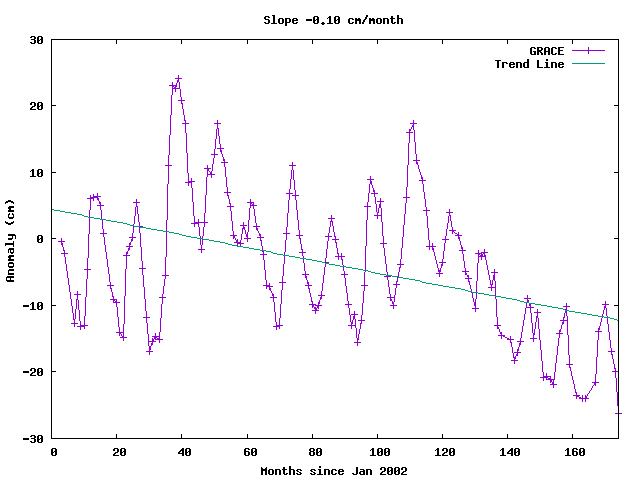 Slope -0.10 cm/month
30
20
10
0
-10
-20
-30
Anomaly (cm)
GRACE
Trend Line
0 20 40 60 80 100 120 140 160
Months since Jan 2002